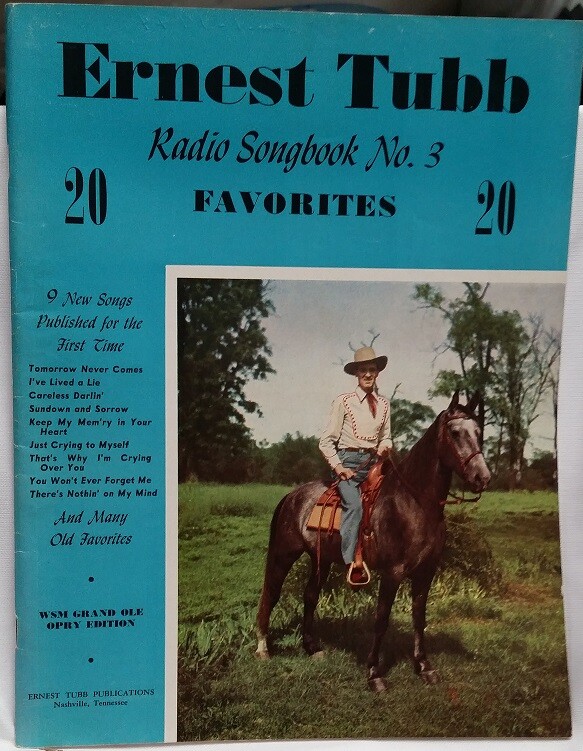 Ernest Tubb
Radio Songbook No. 3
20 FAVORITES 20
9 New Songs
Published for the
First Time
Tomorrow Never Comes
I've Lived a Lie
Careless Darlin'
Sundown and Sorrow
Keep My Mem'ry in Your
Heart
Just Crying to Myself
That's Why I'm Crying
Over You
You Won't Ever Forget Me
There's Nothin' on My Mind
And Many
Old Favorites
WSM GRAND OLE
OPRY EDITION
ERNEST TUBB PUBLICATIONS
Nashville, Tennessee